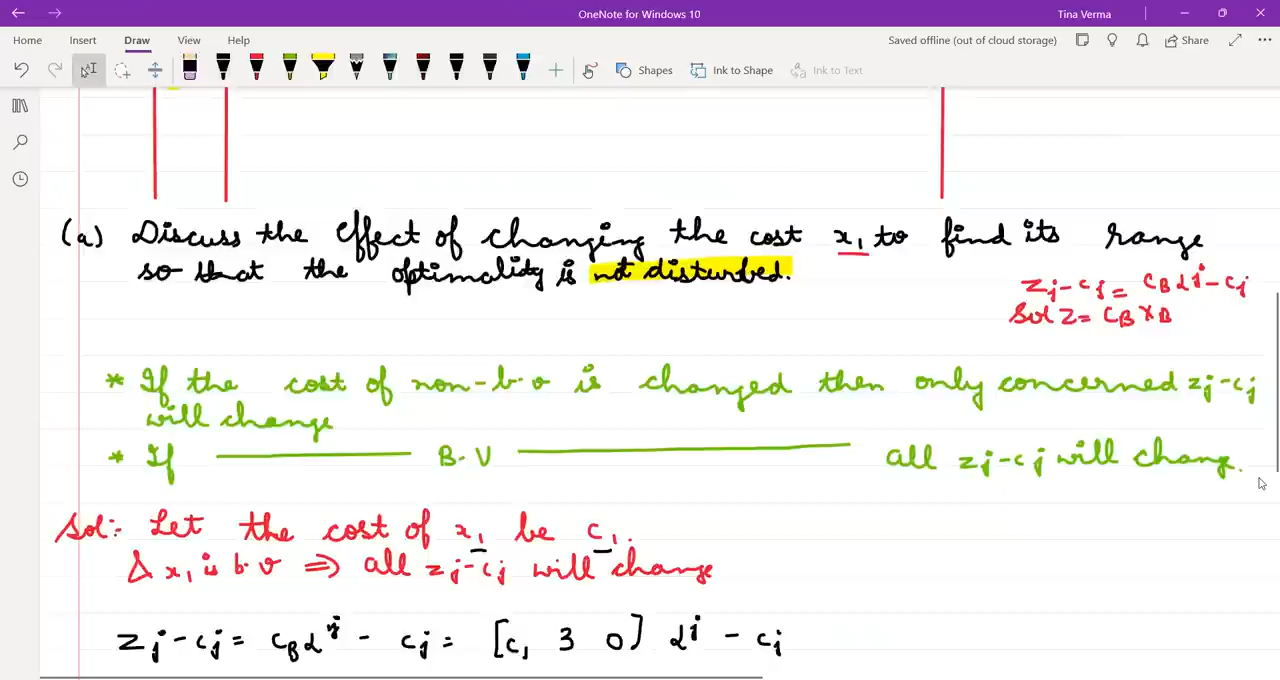 OneNote for Windows 10
Tina Verma
Home Insert Draw View Help
Saved offline (out of cloud storage)
Share
Shapes
Ink to Shape
Ink to Text
(a) Discuss the effect of changing the cost x₁ to find its range
so that the optimality is not disturbed.
zj-cj = CB αʲ - cj
Sol Z = CB XB
* If the cost of non-b.v is changed then only concerned zj-cj
will change
* If ——— B.V ——— all zj-cj will change.
Sol:- Let the cost of x₁ be c₁.
Δ x₁ is b.v ⇒ all zj-cj will change
zj-cj = CB αʲ - cj = [c₁ 3 0] αʲ - cj